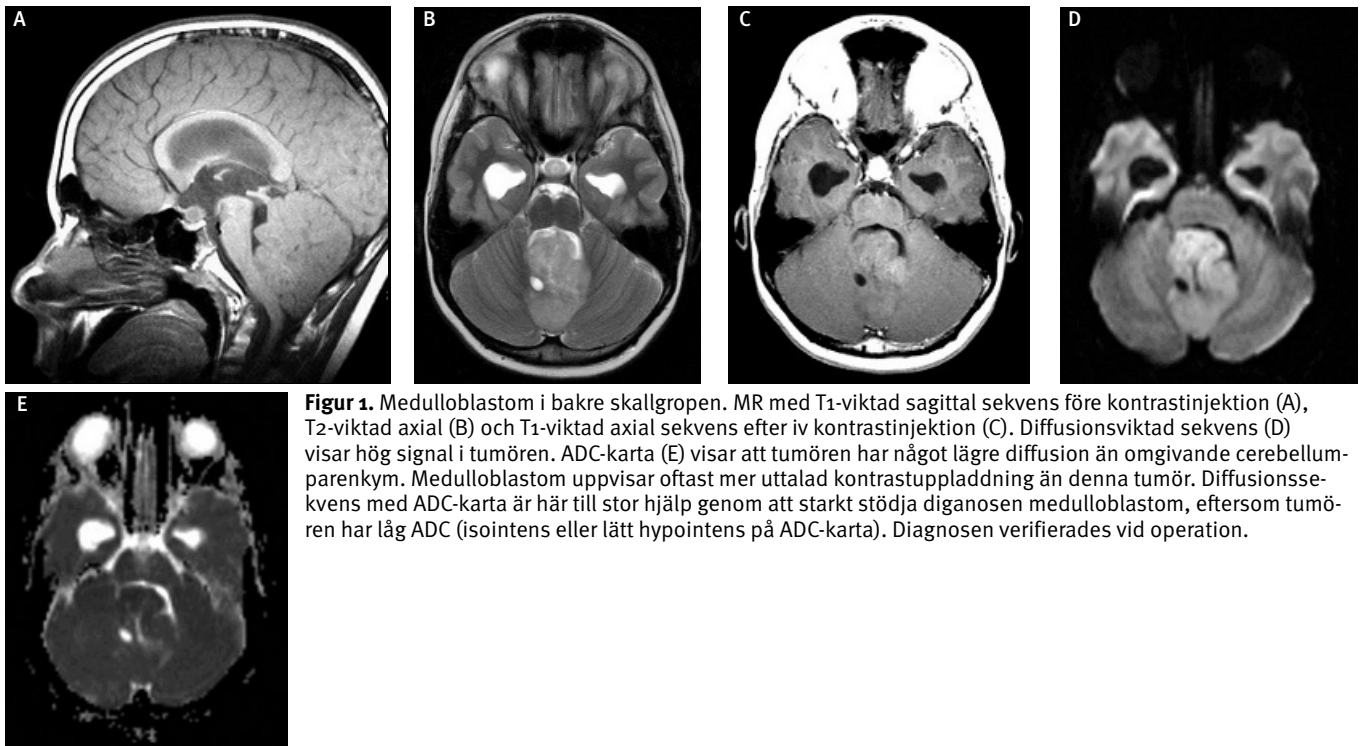 A
B
C
D
E
Figur 1. Medulloblastom i bakre skallgropen. MR med T1-viktad sagittal sekvens före kontrastinjektion (A),
T2-viktad axial (B) och T1-viktad axial sekvens efter iv kontrastinjektion (C). Diffusionsviktad sekvens (D)
visar hög signal i tumören. ADC-karta (E) visar att tumören har något lägre diffusion än omgivande cerebellum-
parenkym. Medulloblastom uppvisar oftast mer uttalad kontrastuppladdning än denna tumör. Diffusionsse-
kvens med ADC-karta är här till stor hjälp genom att starkt stödja diganosen medulloblastom, eftersom tumö-
ren har låg ADC (isointens eller lätt hypointens på ADC-karta). Diagnosen verifierades vid operation.